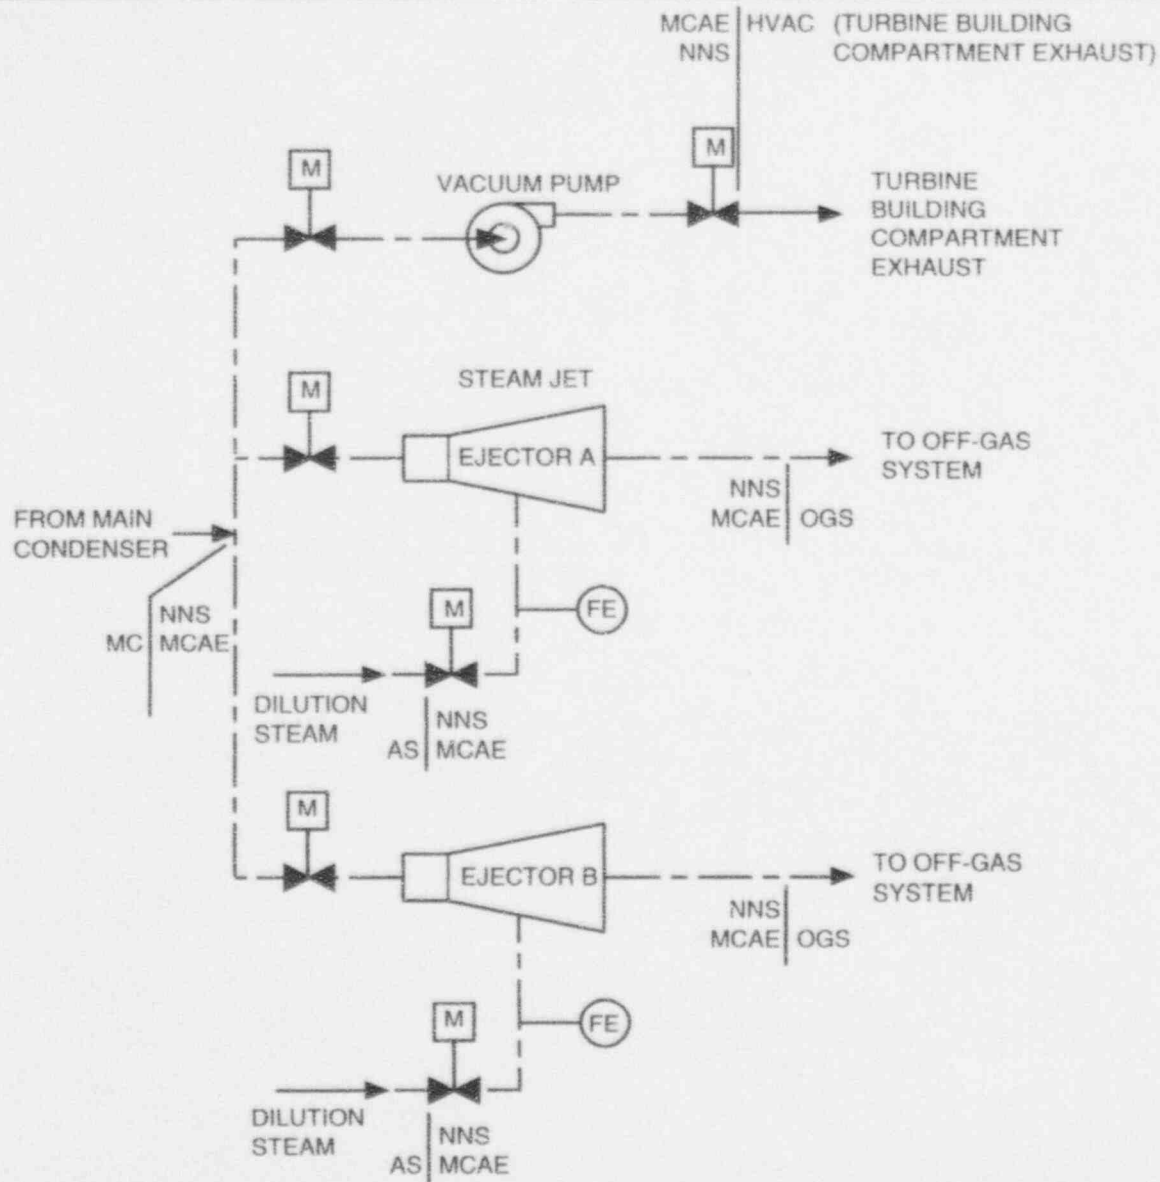 MCAE HVAC (TURBINE BUILDING
NNS COMPARTMENT EXHAUST)
M
M
VACUUM PUMP
TURBINE
BUILDING
COMPARTMENT
EXHAUST
M
STEAM JET
EJECTOR A
TO OFF-GAS
SYSTEM
NNS
MCAE OGS
FROM MAIN
CONDENSER
NNS
MC MCAE
M
FE
DILUTION
STEAM
NNS
AS MCAE
M
EJECTOR B
TO OFF-GAS
SYSTEM
NNS
MCAE OGS
M
FE
DILUTION
STEAM
NNS
AS MCAE